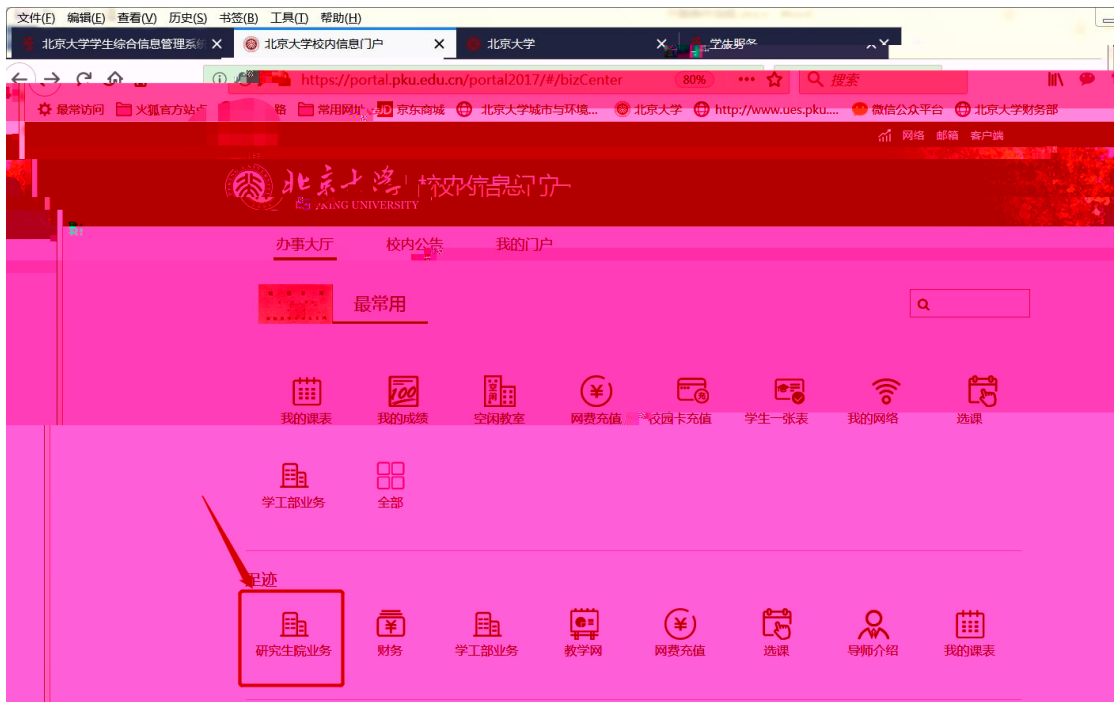 文件(F) 编辑(E) 查看(V) 历史(S) 书签(B) 工具(T) 帮助(H)
北京大学学生综合信息管理系统 北京大学校内信息门户 北京大学
https://portal.pku.edu.cn/portal2017/#/bizCenter 80% 搜索
最常访问 火狐官方站点 常用网址 JD 京东商城 北京大学城市与环境... 北京大学 http://www.ues.pku.... 微信公众平台 北京大学财务部
网络 邮箱 客户端
北京大学 校内信息门户
UNIVERSITY
办事大厅 校内公告 我的门户
最常用
我的课表 我的成绩 空闲教室 网费充值 校园卡充值 学生一张表 我的网络 选课
学工部业务 全部
足迹
研究生院业务 财务 学工部业务 教学网 网费充值 选课 导师介绍 我的课表